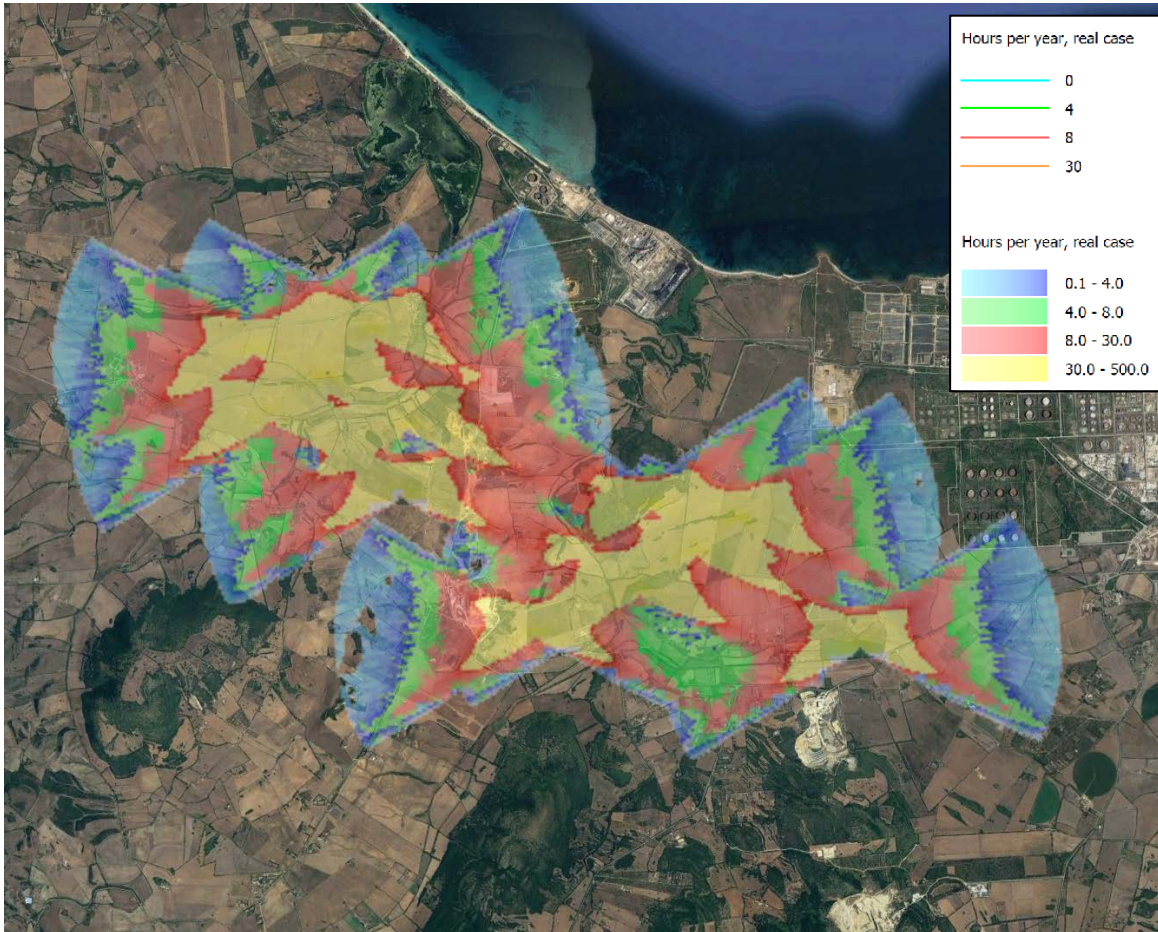 Hours per year, real case
0
4
8
30
Hours per year, real case
0.1 - 4.0
4.0 - 8.0
8.0 - 30.0
30.0 - 500.0